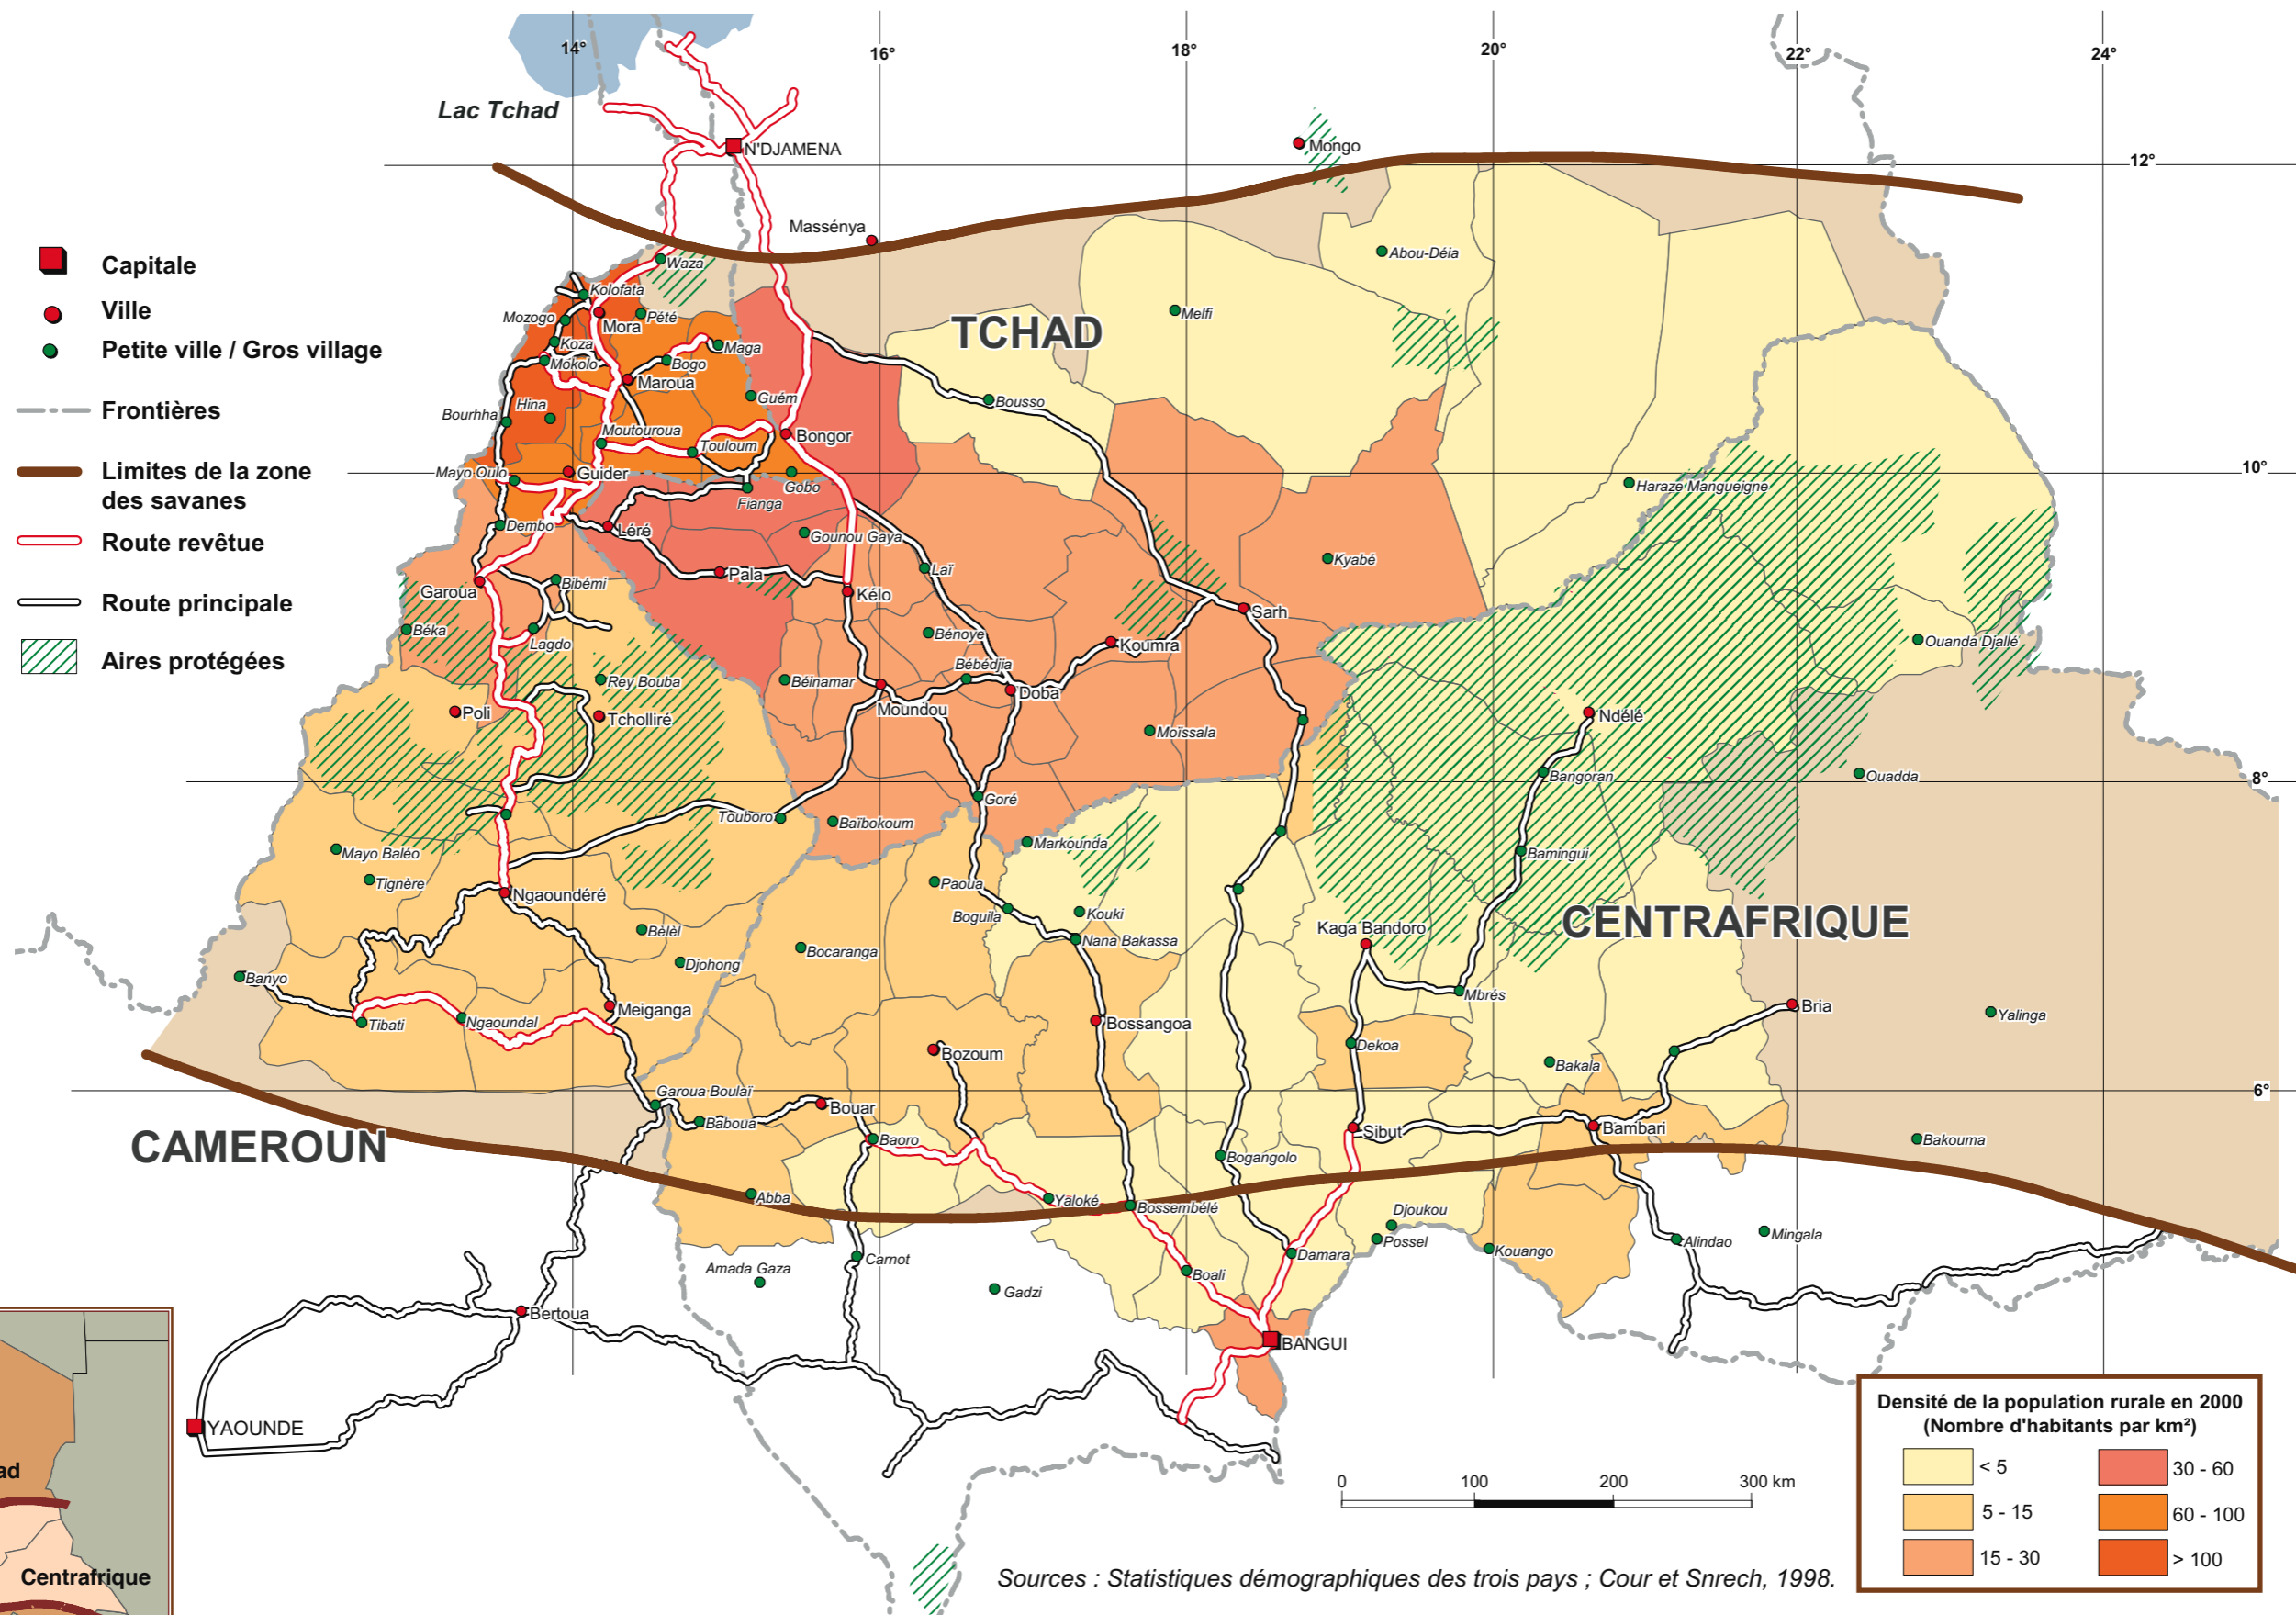 14°
16°
18°
20°
22°
24°
Lac Tchad
N'DJAMENA
Mongo
12°
Massénya
Capitale
Ville
Petite ville / Gros village
Frontières
Limites de la zone
des savanes
Route revêtue
Route principale
Aires protégées
Waza
Abou-Déia
Kolofata
Mozogo
Mora
Pété
Melfi
TCHAD
Koza
Maga
Mokolo
Bogo
Maroua
Guém
Bousso
Hina
Bourhha
Moutouroua
Touloum
Bongor
Mayo Oulo
Guider
Gobo
Fianga
10°
Haraze Mangueigne
Dembo
Léré
Gounou Gaya
Kyabé
Laï
Pala
Garoua
Bibémi
Kélo
Sarh
Béka
Lagdo
Bénoye
Koumra
Ouanda Djallé
Bébédjia
Rey Bouba
Béinamar
Doba
Poli
Tcholliré
Moundou
Ndélé
Moïssala
Bangoran
Ouadda
8°
Goré
Touboro
Baïbokoum
Markounda
Bamingui
Mayo Baléo
Tignère
Ngaoundéré
Paoua
Boguila
Kouki
CENTRAFRIQUE
Bèlèl
Kaga Bandoro
Nana Bakassa
Bocaranga
Djohong
Banyo
Mbrés
Meiganga
Bria
Yalinga
Tibati
Ngaoundal
Bossangoa
Dekoa
Bozoum
Bakala
6°
Garoua Boulaï
Bouar
Baboua
Sibut
Bambari
CAMEROUN
Baoro
Bakouma
Bogangolo
Abba
Yaloké
Bossembélé
Djoukou
Possel
Kouango
Alindao
Mingala
Carnot
Damara
Amada Gaza
Boali
Gadzi
Bertoua
BANGUI
YAOUNDE
ad
Centrafrique
0
100
200
300 km
Densité de la population rurale en 2000
(Nombre d'habitants par km²)
< 5
30 - 60
5 - 15
60 - 100
15 - 30
> 100
Sources : Statistiques démographiques des trois pays ; Cour et Snrech, 1998.